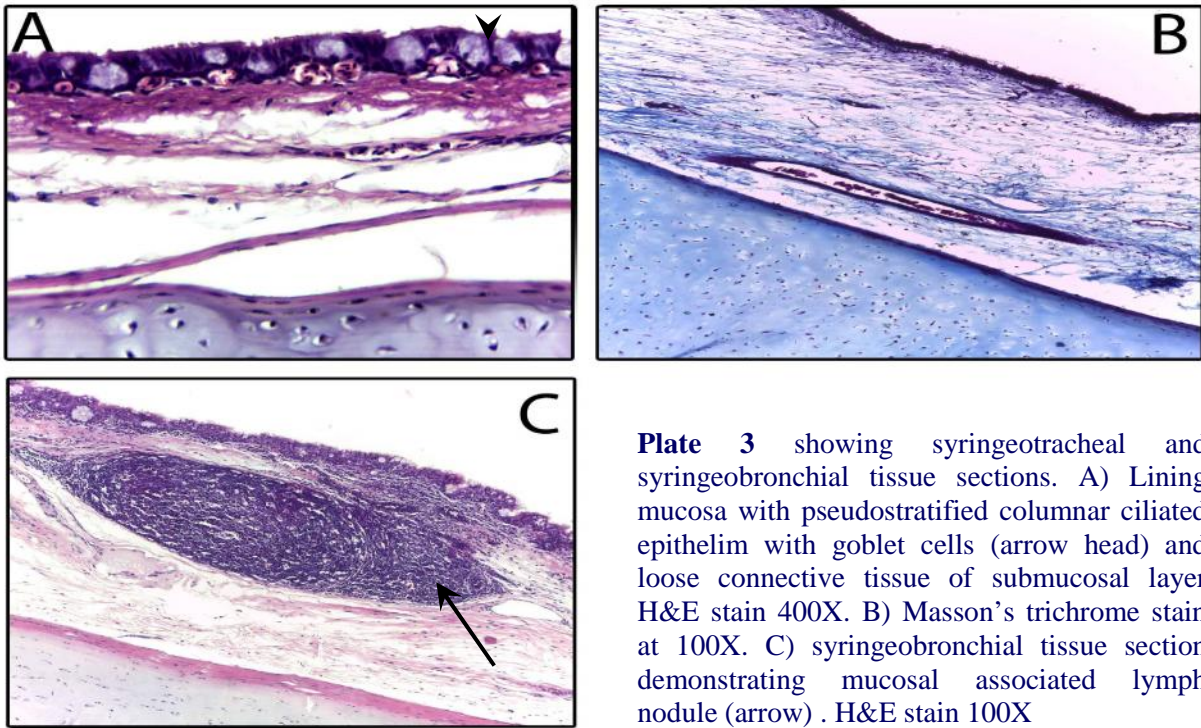 A
B
C
Plate 3 showing syringeotracheal and
syringeobronchial tissue sections. A) Lining
mucosa with pseudostratified columnar ciliated
epithelim with goblet cells (arrow head) and
loose connective tissue of submucosal layer
H&E stain 400X. B) Masson’s trichrome stain
at 100X. C) syringeobronchial tissue section
demonstrating mucosal associated lymph
nodule (arrow) . H&E stain 100X